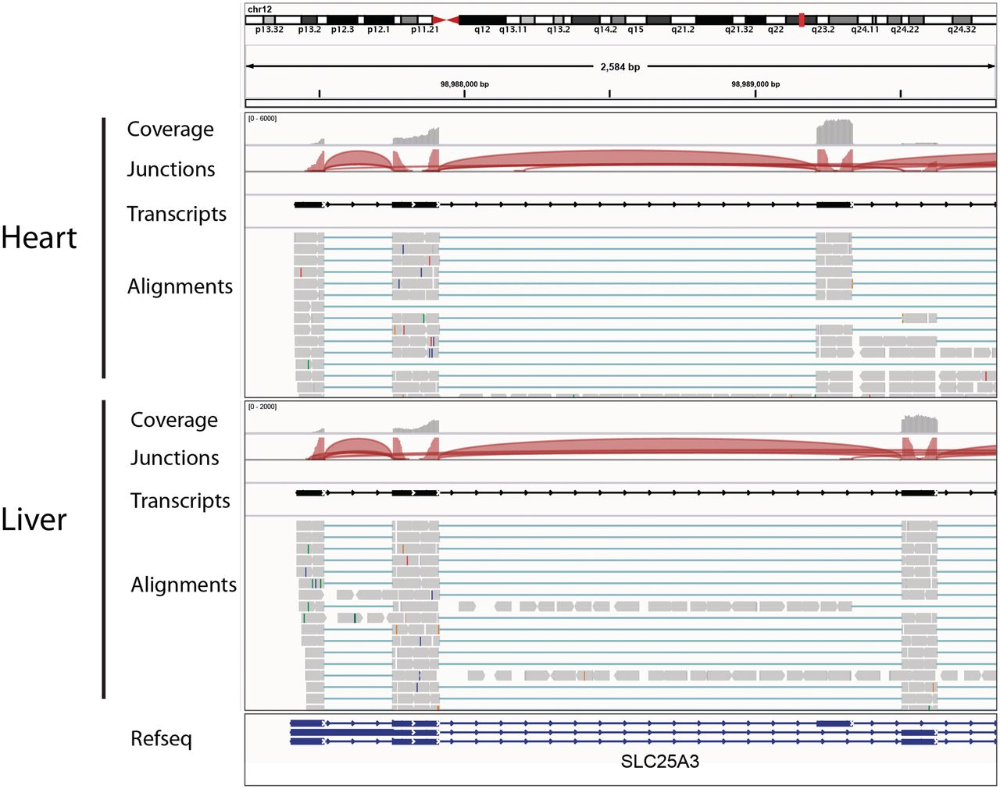 chr12
p13.32 p13.2 p12.3 p12.1 p11.21 q12 q13.11 q13.2 q14.2 q15 q21.2 q21.32 q22 q23.2 q24.11 q24.22 q24.32
2,584 bp
98,988,000 bp 98,989,000 bp
Heart
[0 - 6000]
Coverage
Junctions
Transcripts
Alignments
Liver
[0 - 2000]
Coverage
Junctions
Transcripts
Alignments
Refseq
SLC25A3